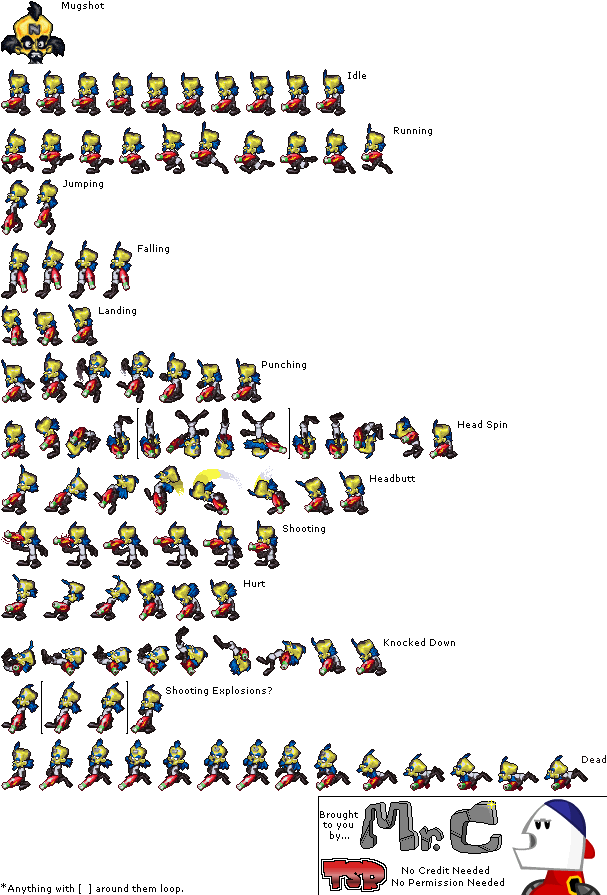 Mugshot
N
Idle
Running
Jumping
Falling
Landing
Punching
Head Spin
Headbutt
Shooting
Hurt
Knocked Down
Shooting Explosions?
Dead
Brought
to you
by...
Mr. C
TSR
No Credit Needed
No Permission Needed
*Anything with [ ] around them loop.